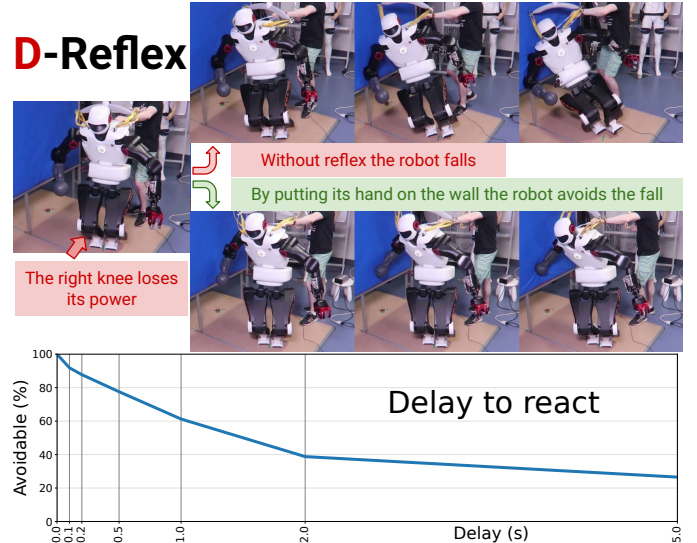 D-Reflex
Without reflex the robot falls
By putting its hand on the wall the robot avoids the fall
The right knee loses
its power
Delay to react
Avoidable (%)
100
80
60
40
20
0
0.0
0.1
0.2
0.5
1.0
2.0
5.0
Delay (s)